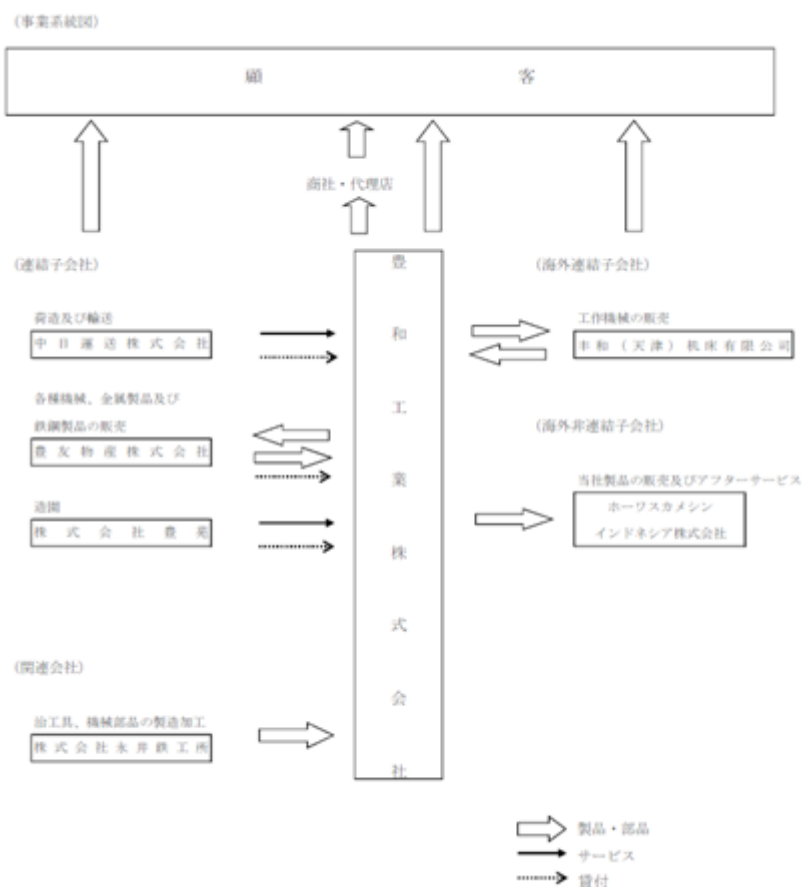 (事業系統図)
顧客
商社・代理店
(連結子会社)
荷造及び輸送
中日運送株式会社
各種機械、金属製品及び
鉄鋼製品の販売
豊友物産株式会社
造園
株式会社豊苑
(関連会社)
治工具、機械部品の製造加工
株式会社永井鉄工所
豊和工業株式会社
(海外連結子会社)
工作機械の販売
丰和(天津)机床有限公司
(海外非連結子会社)
当社製品の販売及びアフターサービス
ホーワスカメシン
インドネシア株式会社
製品・部品
サービス
貸付